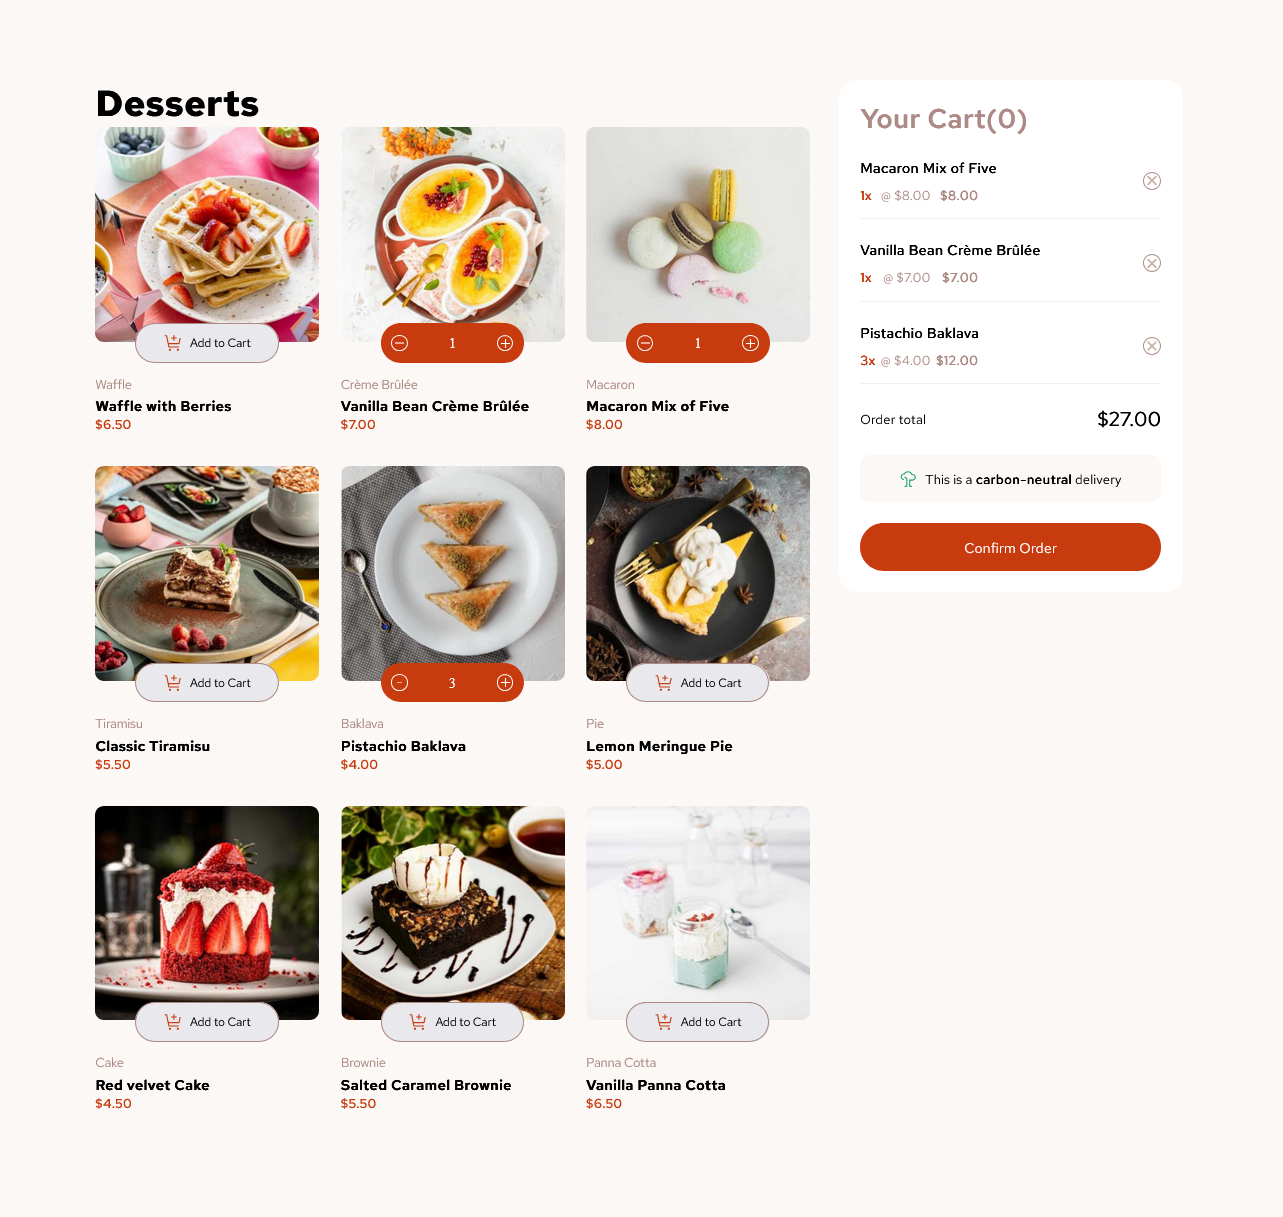 Desserts
Add to Cart
Waffle
Waffle with Berries
$6.50
1
Crème Brûlée
Vanilla Bean Crème Brûlée
$7.00
1
Macaron
Macaron Mix of Five
$8.00
Add to Cart
Tiramisu
Classic Tiramisu
$5.50
3
Baklava
Pistachio Baklava
$4.00
Add to Cart
Pie
Lemon Meringue Pie
$5.00
Add to Cart
Cake
Red velvet Cake
$4.50
Add to Cart
Brownie
Salted Caramel Brownie
$5.50
Add to Cart
Panna Cotta
Vanilla Panna Cotta
$6.50
Your Cart(0)
Macaron Mix of Five
1x @ $8.00 $8.00
Vanilla Bean Crème Brûlée
1x @ $7.00 $7.00
Pistachio Baklava
3x @ $4.00 $12.00
Order total $27.00
This is a carbon-neutral delivery
Confirm Order